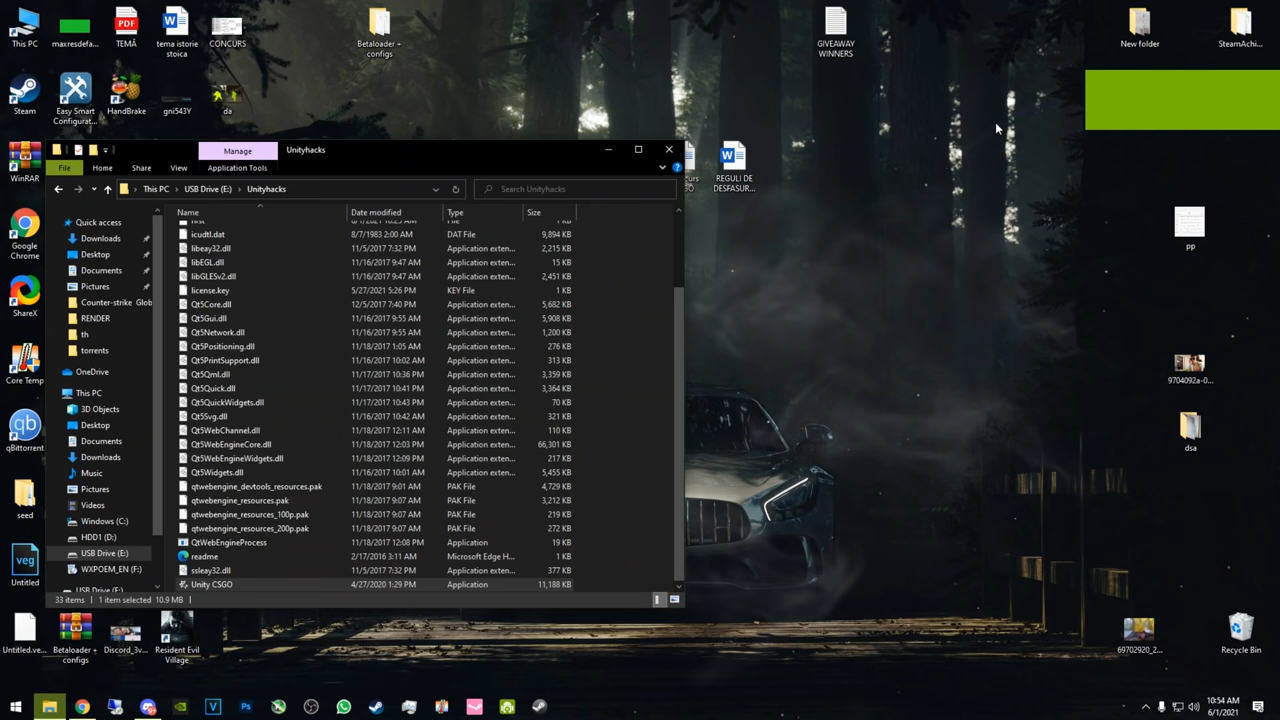 This PC
maxresdefa...
TEMĂ
tema istorie
stoica
CONCURS
Betaloader +
configs
GIVEAWAY
WINNERS
New folder
SteamAchi...
Steam
Easy Smart
Configurat...
HandBrake
gni543Y
da
WinRAR
Google
Chrome
ShareX
Core Temp
qBittorrent
seed
Untitled
Untitled.ve...
Betaloader +
configs
Discord_3v...
Resident Evil
Village
REGULI DE
DESFASUR...
pp
9704092a-0...
dsa
69702920_2...
Recycle Bin
Manage
Unityhacks
File
Home
Share
View
Application Tools
This PC
USB Drive (E:)
Unityhacks
Search Unityhacks
Quick access
Downloads
Desktop
Documents
Pictures
Counter-strike Glob
RENDER
th
torrents
OneDrive
This PC
3D Objects
Desktop
Documents
Downloads
Music
Pictures
Videos
Windows (C:)
HDD1 (D:)
USB Drive (E:)
WXPOEM_EN (F:)
Name Date modified Type Size
icudtl.dat 8/7/1983 2:00 AM DAT File 9,894 KB
libeay32.dll 11/5/2017 7:32 PM Application exten... 2,215 KB
libEGL.dll 11/16/2017 9:47 AM Application exten... 15 KB
libGLESv2.dll 11/16/2017 9:47 AM Application exten... 2,451 KB
license.key 5/27/2021 5:26 PM KEY File 1 KB
Qt5Core.dll 12/5/2017 7:40 PM Application exten... 5,682 KB
Qt5Gui.dll 11/16/2017 9:55 AM Application exten... 5,908 KB
Qt5Network.dll 11/16/2017 9:55 AM Application exten... 1,200 KB
Qt5Positioning.dll 11/18/2017 1:05 AM Application exten... 276 KB
Qt5PrintSupport.dll 11/16/2017 10:02 AM Application exten... 313 KB
Qt5Qml.dll 11/17/2017 10:36 PM Application exten... 3,359 KB
Qt5Quick.dll 11/17/2017 10:41 PM Application exten... 3,364 KB
Qt5QuickWidgets.dll 11/17/2017 10:43 PM Application exten... 70 KB
Qt5Svg.dll 11/16/2017 10:42 AM Application exten... 321 KB
Qt5WebChannel.dll 11/18/2017 12:11 AM Application exten... 110 KB
Qt5WebEngineCore.dll 11/18/2017 12:03 PM Application exten... 66,301 KB
Qt5WebEngineWidgets.dll 11/18/2017 12:09 PM Application exten... 217 KB
Qt5Widgets.dll 11/16/2017 10:01 AM Application exten... 5,455 KB
qtwebengine_devtools_resources.pak 11/18/2017 9:01 AM PAK File 4,729 KB
qtwebengine_resources.pak 11/18/2017 9:07 AM PAK File 3,212 KB
qtwebengine_resources_100p.pak 11/18/2017 9:07 AM PAK File 219 KB
qtwebengine_resources_200p.pak 11/18/2017 9:07 AM PAK File 272 KB
QtWebEngineProcess 11/18/2017 12:08 PM Application 19 KB
readme 2/17/2016 3:11 AM Microsoft Edge H... 1 KB
ssleay32.dll 11/5/2017 7:32 PM Application exten... 377 KB
Unity CSGO 4/27/2020 1:29 PM Application 11,188 KB
33 items 1 item selected 10.9 MB
10:54 AM
6/1/2021